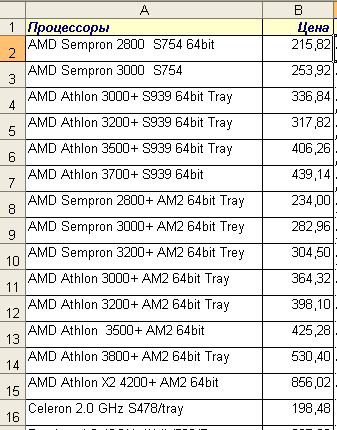 A B
1 Процессоры Цена
2 AMD Sempron 2800 S754 64bit 215,82
3 AMD Sempron 3000 S754 253,92
4 AMD Athlon 3000+ S939 64bit Tray 336,84
5 AMD Athlon 3200+ S939 64bit Tray 317,82
6 AMD Athlon 3500+ S939 64bit Tray 406,26
7 AMD Athlon 3700+ S939 64bit 439,14
8 AMD Sempron 2800+ AM2 64bit Tray 234,00
9 AMD Sempron 3000+ AM2 64bit Trey 282,96
10 AMD Sempron 3200+ AM2 64bit Trey 304,50
11 AMD Athlon 3000+ AM2 64bit Tray 364,32
12 AMD Athlon 3200+ AM2 64bit Tray 398,10
13 AMD Athlon 3500+ AM2 64bit 425,28
14 AMD Athlon 3800+ AM2 64bit Tray 530,40
15 AMD Athlon X2 4200+ AM2 64bit 856,02
16 Celeron 2.0 GHz S478/tray 198,48